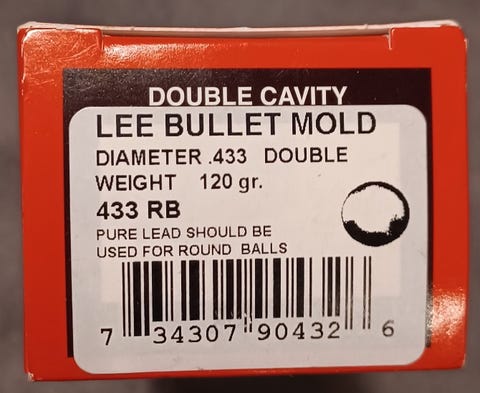 DOUBLE CAVITY
LEE BULLET MOLD
DIAMETER .433 DOUBLE
WEIGHT 120 gr.
433 RB
PURE LEAD SHOULD BE
USED FOR ROUND BALLS
7 34307 90432 6